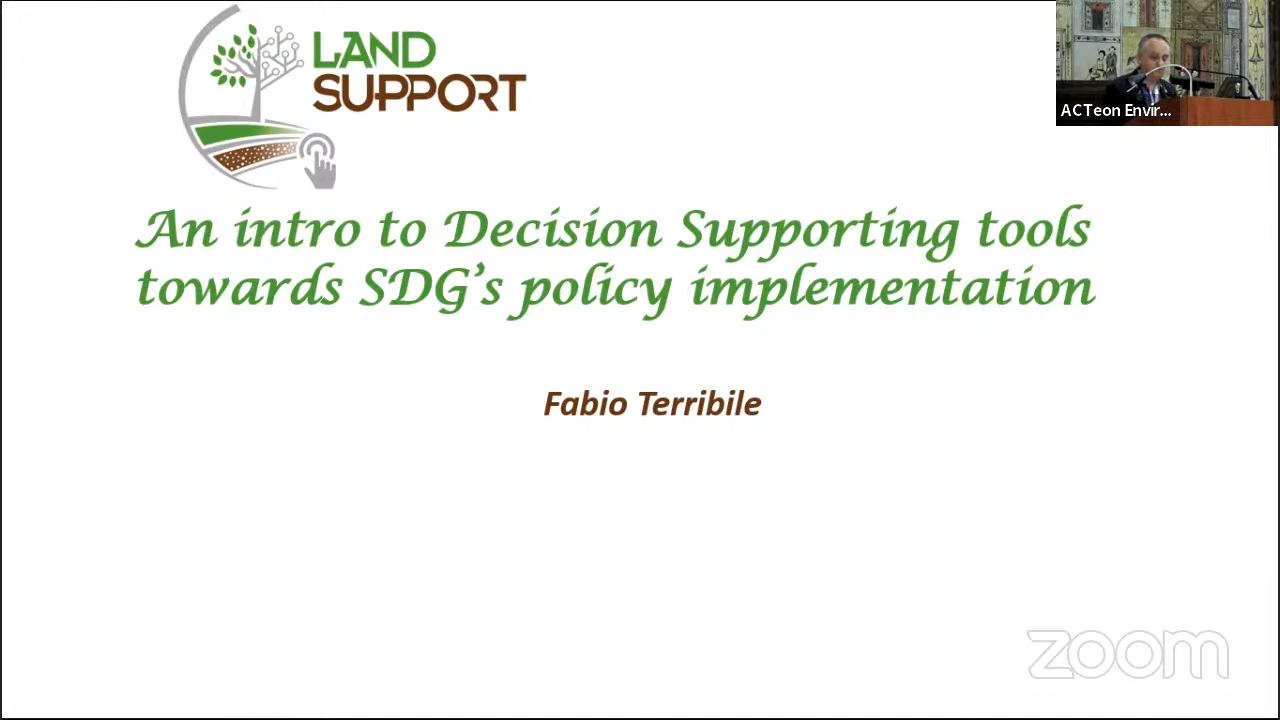 LAND
SUPPORT
ACTeon Envir...
An intro to Decision Supporting tools
towards SDG's policy implementation
Fabio Terribile
zoom